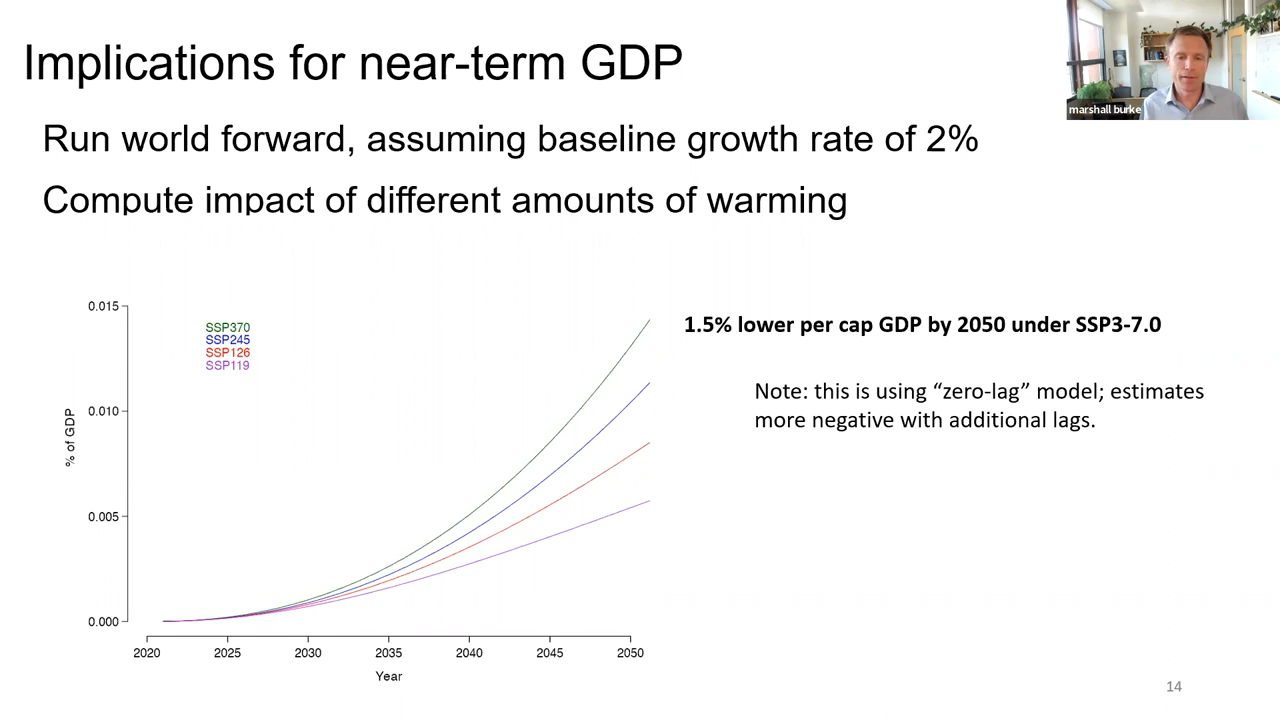 Implications for near-term GDP
marshall burke
Run world forward, assuming baseline growth rate of 2%
Compute impact of different amounts of warming
0.015
0.010
0.005
0.000
% of GDP
SSP370
SSP245
SSP126
SSP119
2020 2025 2030 2035 2040 2045 2050
Year
1.5% lower per cap GDP by 2050 under SSP3-7.0
Note: this is using “zero-lag” model; estimates
more negative with additional lags.
14